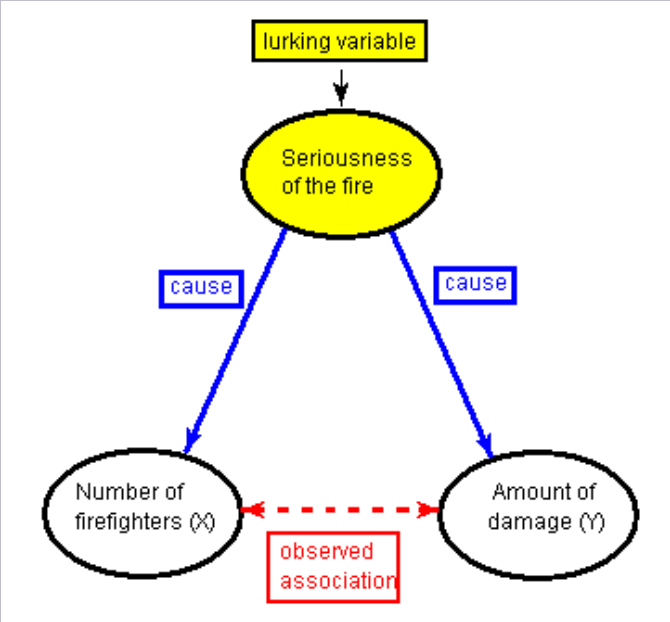 lurking variable
Seriousness
of the fire
cause
cause
Number of
firefighters (X)
Amount of
damage (Y)
observed
association